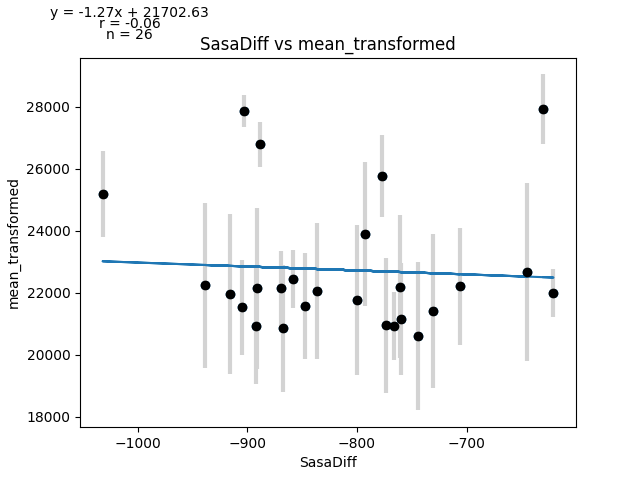 y = -1.27x + 21702.63
r = -0.06
n = 26
SasaDiff vs mean_transformed
28000
26000
24000
22000
20000
18000
mean_transformed
−1000
−900
−800
−700
SasaDiff